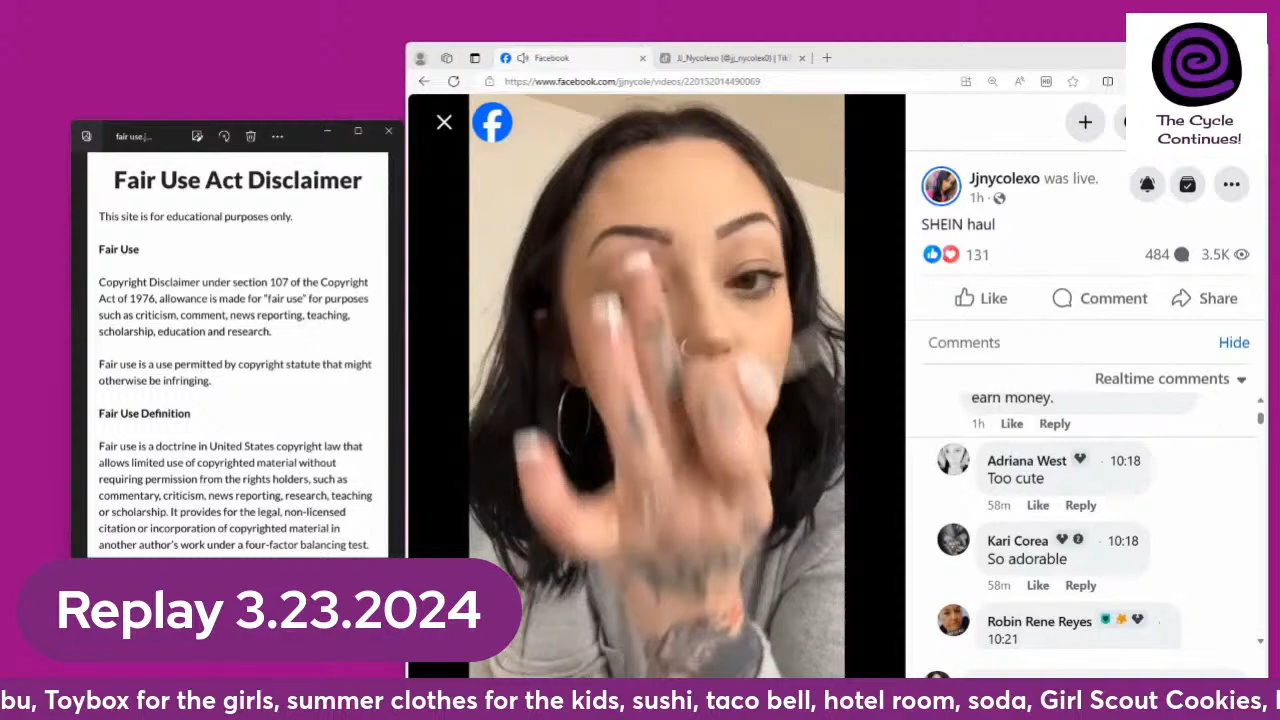 The Cycle
Continues!
Facebook
JJ_Nycolexo (@jj_nycolex0) | TikT
https://www.facebook.com/jjnycole/videos/220152014490069
fair use...
Fair Use Act Disclaimer
This site is for educational purposes only.
Fair Use
Copyright Disclaimer under section 107 of the Copyright
Act of 1976, allowance is made for "fair use" for purposes
such as criticism, comment, news reporting, teaching,
scholarship, education and research.
Fair use is a use permitted by copyright statute that might
otherwise be infringing.
Fair Use Definition
Fair use is a doctrine in United States copyright law that
allows limited use of copyrighted material without
requiring permission from the rights holders, such as
commentary, criticism, news reporting, research, teaching
or scholarship. It provides for the legal, non-licensed
citation or incorporation of copyrighted material in
another author's work under a four-factor balancing test.
Jjnycolexo was live.
1h
SHEIN haul
131
484
3.5K
Like
Comment
Share
Comments
Hide
Realtime comments
earn money.
1h Like Reply
Adriana West · 10:18
Too cute
58m Like Reply
Kari Corea · 10:18
So adorable
58m Like Reply
Robin Rene Reyes ·
10:21
Replay 3.23.2024
bu, Toybox for the girls, summer clothes for the kids, sushi, taco bell, hotel room, soda, Girl Scout Cookies,